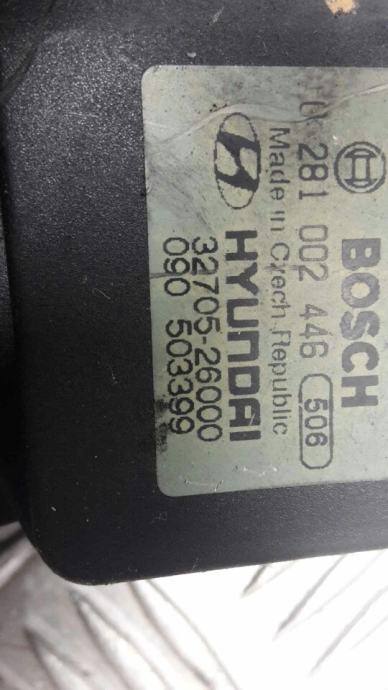 BOSCH
0 281 002 446 506
Made in Czech Republic
HYUNDAI
32705-26000
090 503399